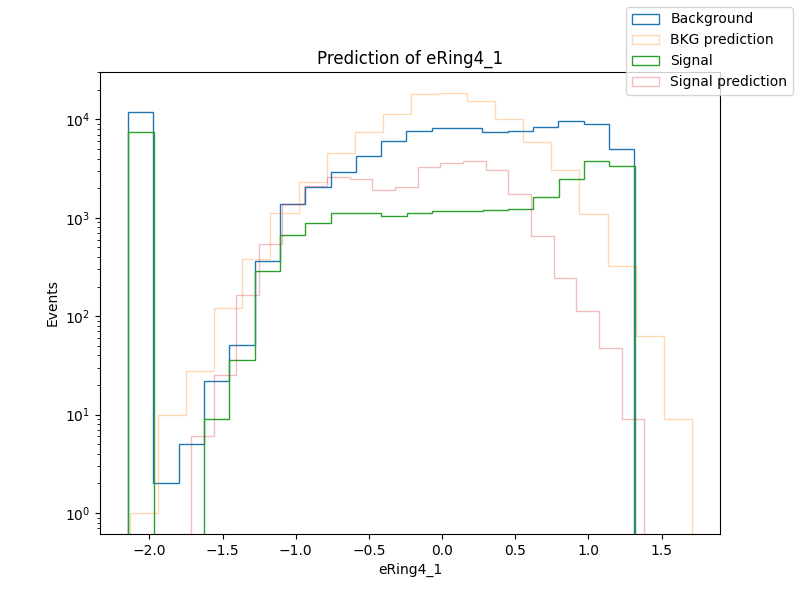 Prediction of eRing4_1
Background
BKG prediction
Signal
Signal prediction
Events
10⁴
10³
10²
10¹
10⁰
−2.0 −1.5 −1.0 −0.5 0.0 0.5 1.0 1.5
eRing4_1